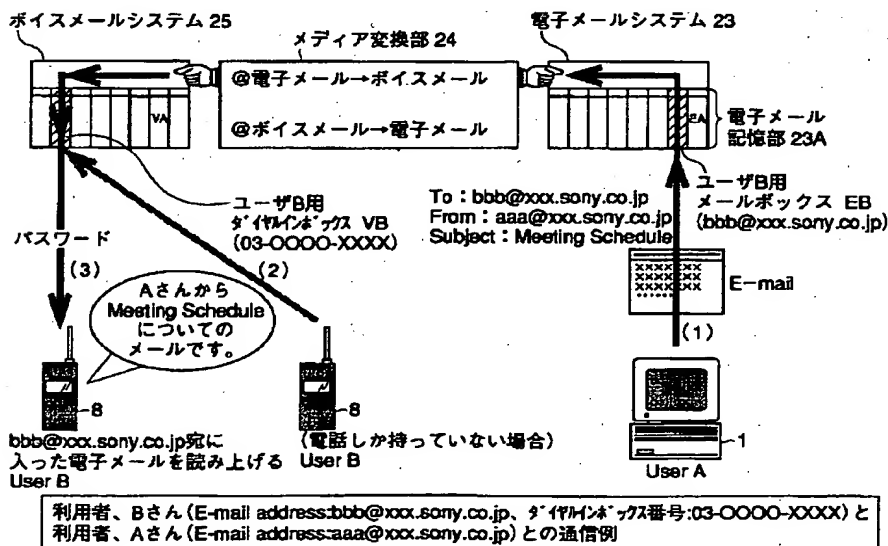 ボイスメールシステム 25
メディア変換部 24
電子メールシステム 23
@電子メール→ボイスメール
@ボイスメール→電子メール
VA
EA
電子メール
記憶部 23A
ユーザB用
ダイヤルインボックス VB
(03-OOOO-XXXX)
To：bbb@xxx.sony.co.jp
From：aaa@xxx.sony.co.jp
Subject：Meeting Schedule
ユーザB用
メールボックス EB
(bbb@xxx.sony.co.jp)
パスワード
(3)
(2)
Aさんから
Meeting Schedule
についての
メールです。
E-mail
(1)
8
8
1
bbb@xxx.sony.co.jp宛に
入った電子メールを読み上げる
User B
(電話しか持っていない場合)
User B
User A
利用者、Bさん(E-mail address:bbb@xxx.sony.co.jp、ダイヤルインボックス番号:03-OOOO-XXXX)と
利用者、Aさん(E-mail address:aaa@xxx.sony.co.jp)との通信例